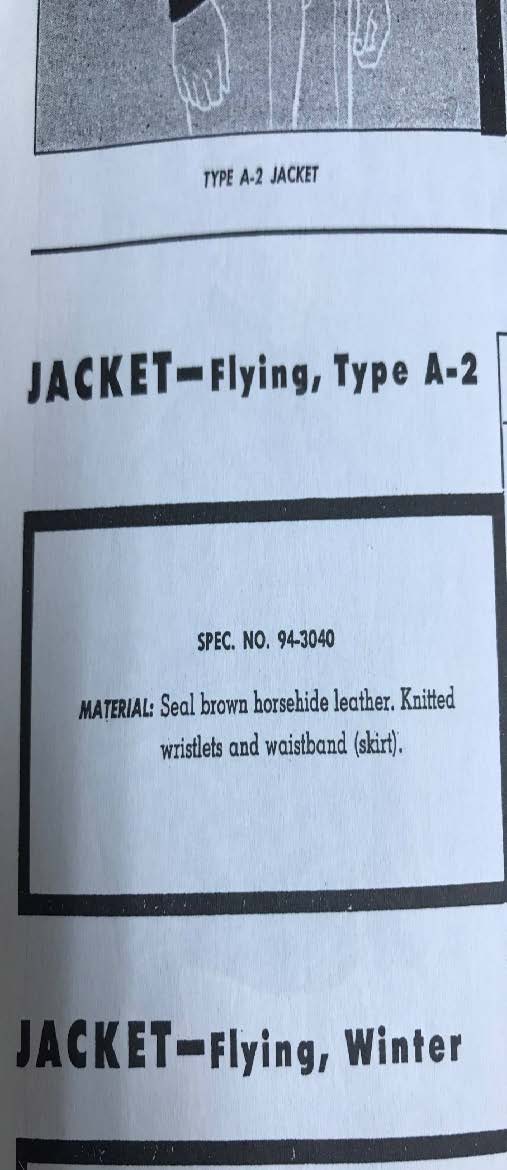 TYPE A-2 JACKET
JACKET—Flying, Type A-2
SPEC. NO. 94-3040
MATERIAL: Seal brown horsehide leather. Knitted
wristlets and waistband (skirt).
JACKET—Flying, Winter